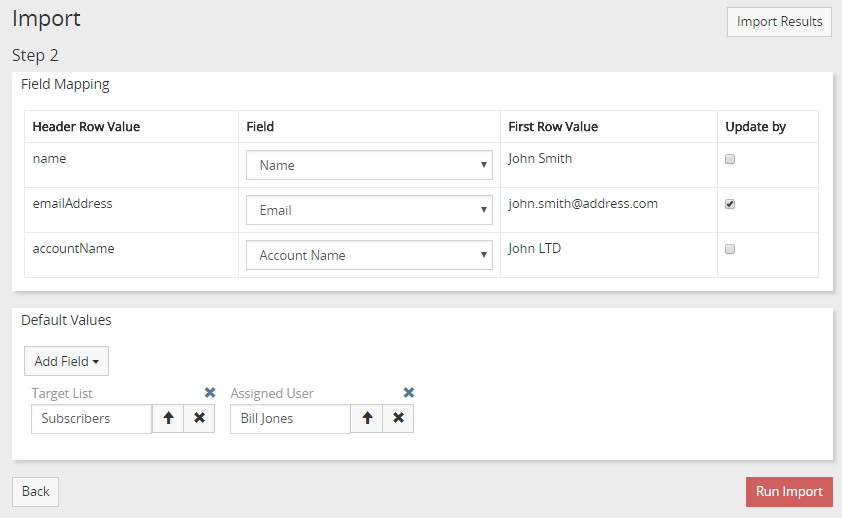 Import
Import Results
Step 2
Field Mapping
Header Row Value Field First Row Value Update by
name Name John Smith
emailAddress Email john.smith@address.com
accountName Account Name John LTD
Default Values
Add Field
Target List Assigned User
Subscribers Bill Jones
Back Run Import